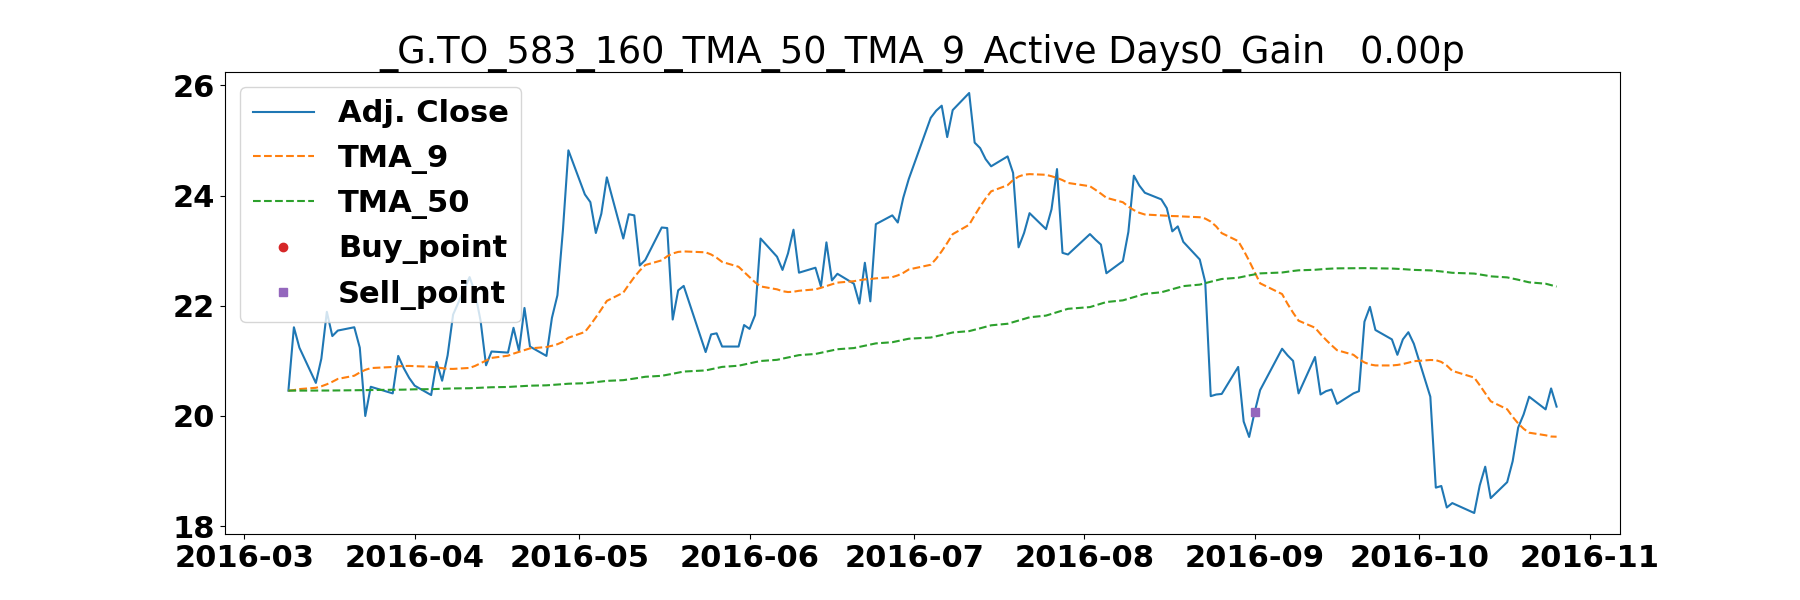 _G.TO_583_160_TMA_50_TMA_9_Active Days0_Gain   0.00p
26
24
22
20
18
Adj. Close
TMA_9
TMA_50
Buy_point
Sell_point
2016-03 2016-04 2016-05 2016-06 2016-07 2016-08 2016-09 2016-10 2016-11